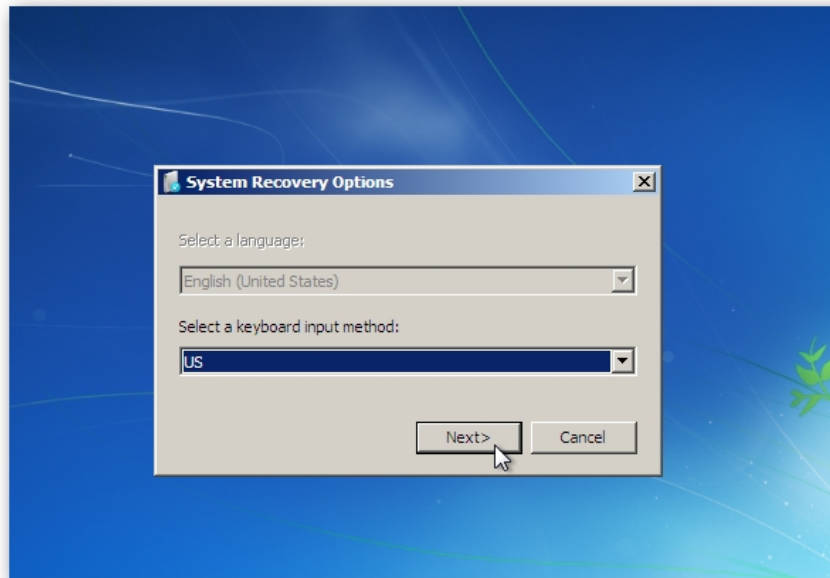 System Recovery Options
Select a language:
English (United States)
Select a keyboard input method:
US
Next>
Cancel